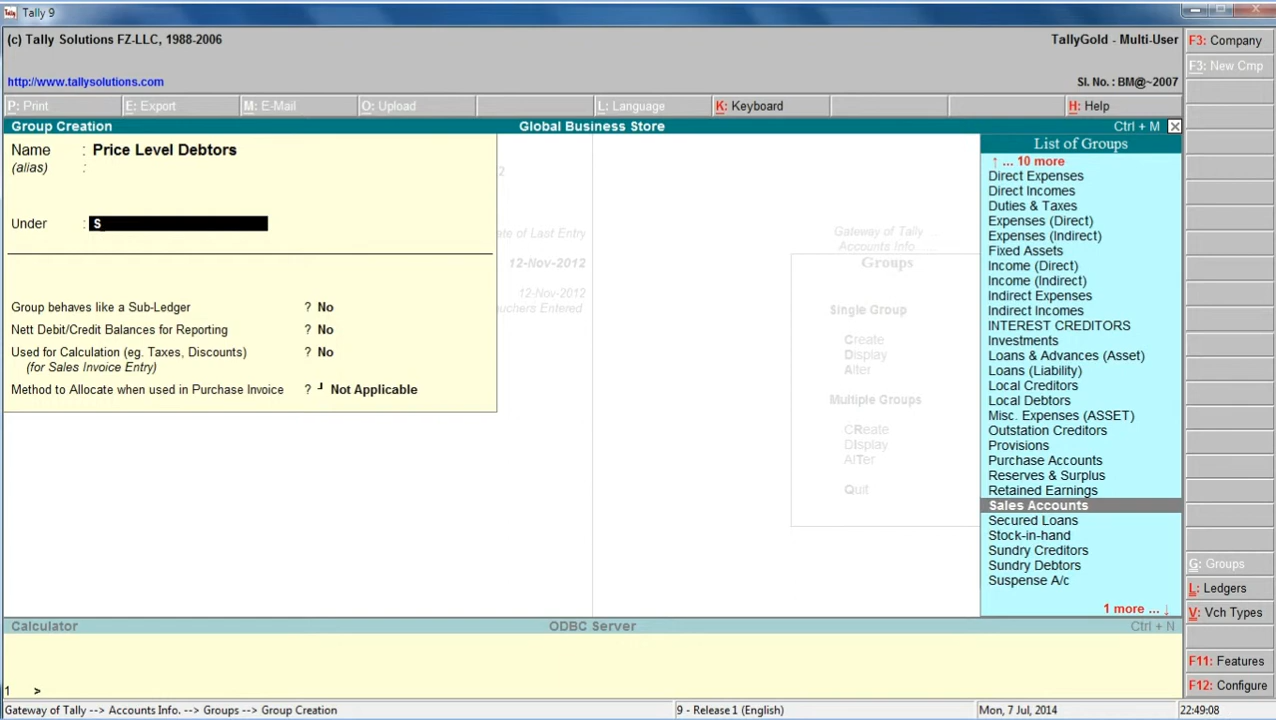 Tally 9
(c) Tally Solutions FZ-LLC, 1988-2006
TallyGold - Multi-User
http://www.tallysolutions.com
Sl. No. : BM@~2007
P: Print
E: Export
M: E-Mail
O: Upload
L: Language
K: Keyboard
H: Help
Group Creation
Global Business Store
Ctrl + M
Name : Price Level Debtors
(alias) :
Under : S
Group behaves like a Sub-Ledger ? No
Nett Debit/Credit Balances for Reporting ? No
Used for Calculation (eg. Taxes, Discounts) ? No
(for Sales Invoice Entry)
Method to Allocate when used in Purchase Invoice ? ┘ Not Applicable
2
te of Last Entry
12-Nov-2012
12-Nov-2012
uchers Entered
Gateway of Tally ...
Accounts Info. ...
Groups
Single Group
Create
Display
Alter
Multiple Groups
CReate
DIsplay
AlTer
Quit
List of Groups
↑ ... 10 more
Direct Expenses
Direct Incomes
Duties & Taxes
Expenses (Direct)
Expenses (Indirect)
Fixed Assets
Income (Direct)
Income (Indirect)
Indirect Expenses
Indirect Incomes
INTEREST CREDITORS
Investments
Loans & Advances (Asset)
Loans (Liability)
Local Creditors
Local Debtors
Misc. Expenses (ASSET)
Outstation Creditors
Provisions
Purchase Accounts
Reserves & Surplus
Retained Earnings
Sales Accounts
Secured Loans
Stock-in-hand
Sundry Creditors
Sundry Debtors
Suspense A/c
1 more ... ↓
F3: Company
F3: New Cmp
G: Groups
L: Ledgers
V: Vch Types
F11: Features
F12: Configure
Calculator
ODBC Server
Ctrl + N
1 >
Gateway of Tally --> Accounts Info. --> Groups --> Group Creation
9 - Release 1 (English)
Mon, 7 Jul, 2014
22:49:08